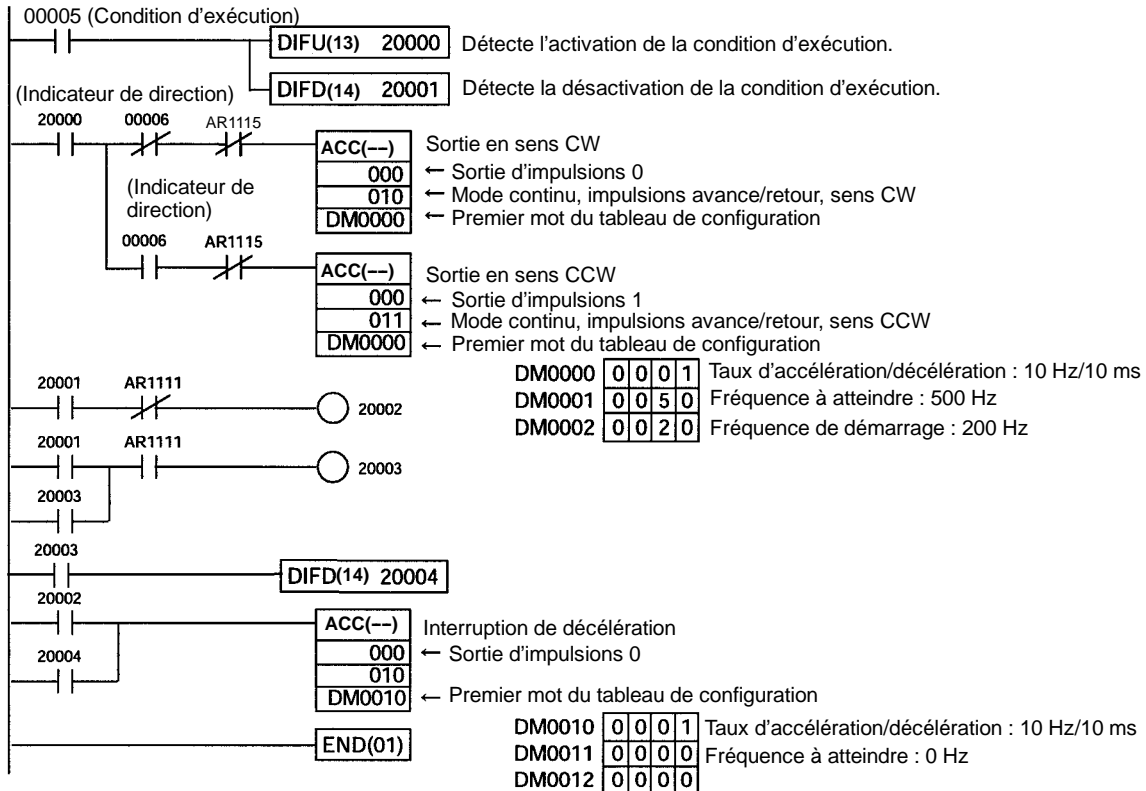 00005 (Condition d'exécution)
DIFU(13) 20000 Détecte l'activation de la condition d'exécution.
DIFD(14) 20001 Détecte la désactivation de la condition d'exécution.
(Indicateur de direction)
20000 00006 AR1115
ACC(––) Sortie en sens CW
000 ← Sortie d'impulsions 0
010 ← Mode continu, impulsions avance/retour, sens CW
DM0000 ← Premier mot du tableau de configuration
(Indicateur de
direction)
00006 AR1115
ACC(––) Sortie en sens CCW
000 ← Sortie d'impulsions 1
011 ← Mode continu, impulsions avance/retour, sens CCW
DM0000 ← Premier mot du tableau de configuration
DM0000 0 0 0 1 Taux d'accélération/décélération : 10 Hz/10 ms
DM0001 0 0 5 0 Fréquence à atteindre : 500 Hz
DM0002 0 0 2 0 Fréquence de démarrage : 200 Hz
20001 AR1111
20002
20001 AR1111
20003
20003
20003
DIFD(14) 20004
20002
ACC(––) Interruption de décélération
000 ← Sortie d'impulsions 0
20004
010
DM0010 ← Premier mot du tableau de configuration
DM0010 0 0 0 1 Taux d'accélération/décélération : 10 Hz/10 ms
END(01)
DM0011 0 0 0 0 Fréquence à atteindre : 0 Hz
DM0012 0 0 0 0